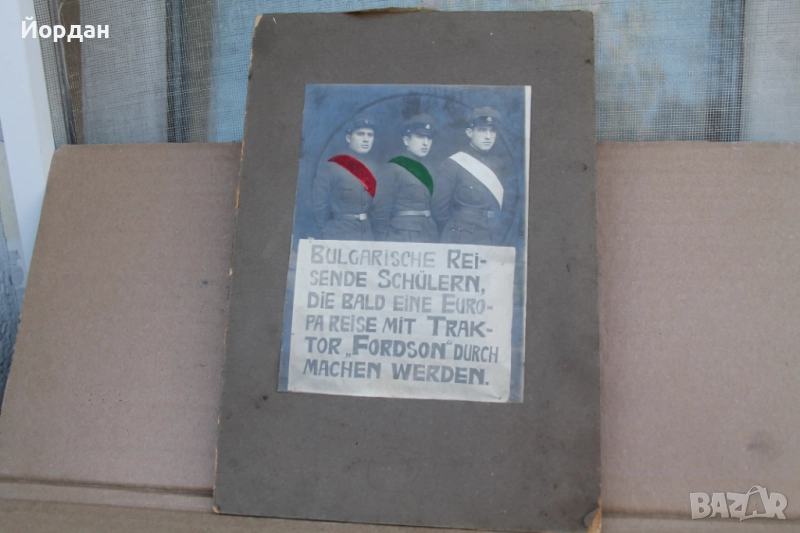 Йордан
BULGARISCHE REI-
SENDE SCHÜLERN,
DIE BALD EINE EURO-
PA REISE MIT TRAK-
TOR „FORDSON“ DURCH
MACHEN WERDEN.
BAZAR